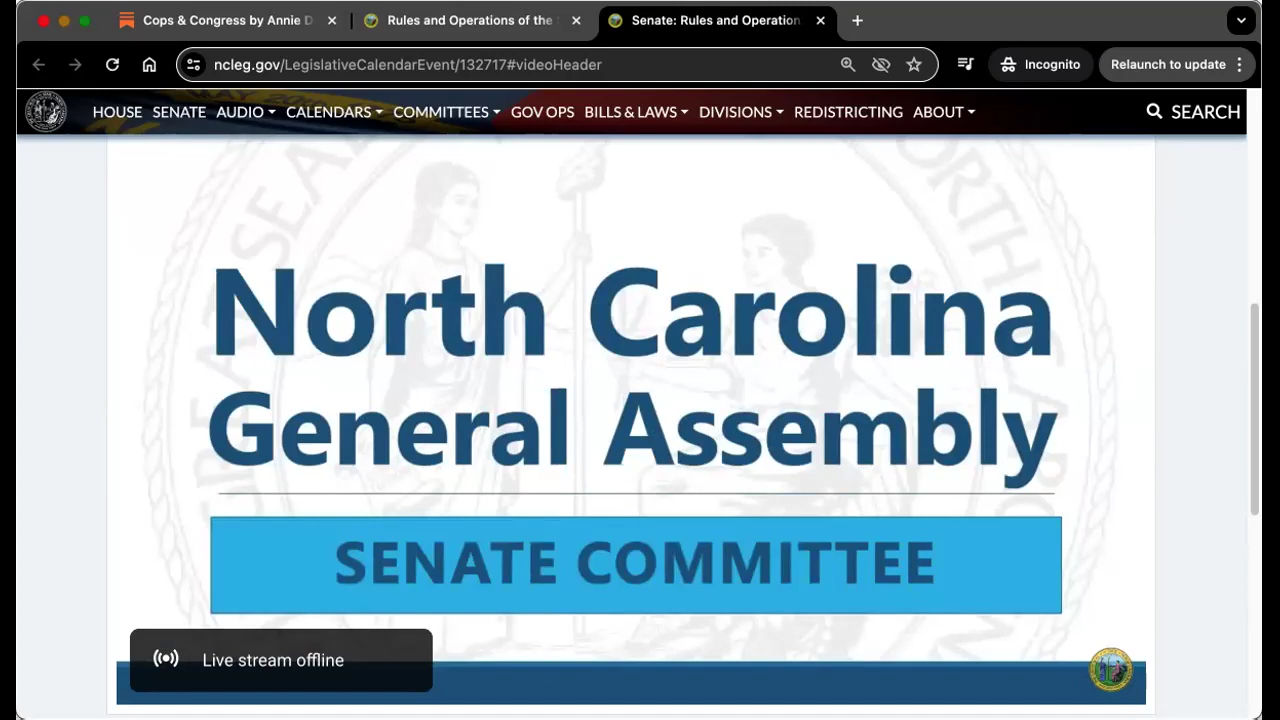 Cops & Congress by Annie D
Rules and Operations of the
Senate: Rules and Operation
ncleg.gov/LegislativeCalendarEvent/132717#videoHeader
Incognito
Relaunch to update
HOUSE SENATE AUDIO CALENDARS COMMITTEES GOV OPS BILLS & LAWS DIVISIONS REDISTRICTING ABOUT SEARCH
North Carolina
General Assembly
SENATE COMMITTEE
Live stream offline